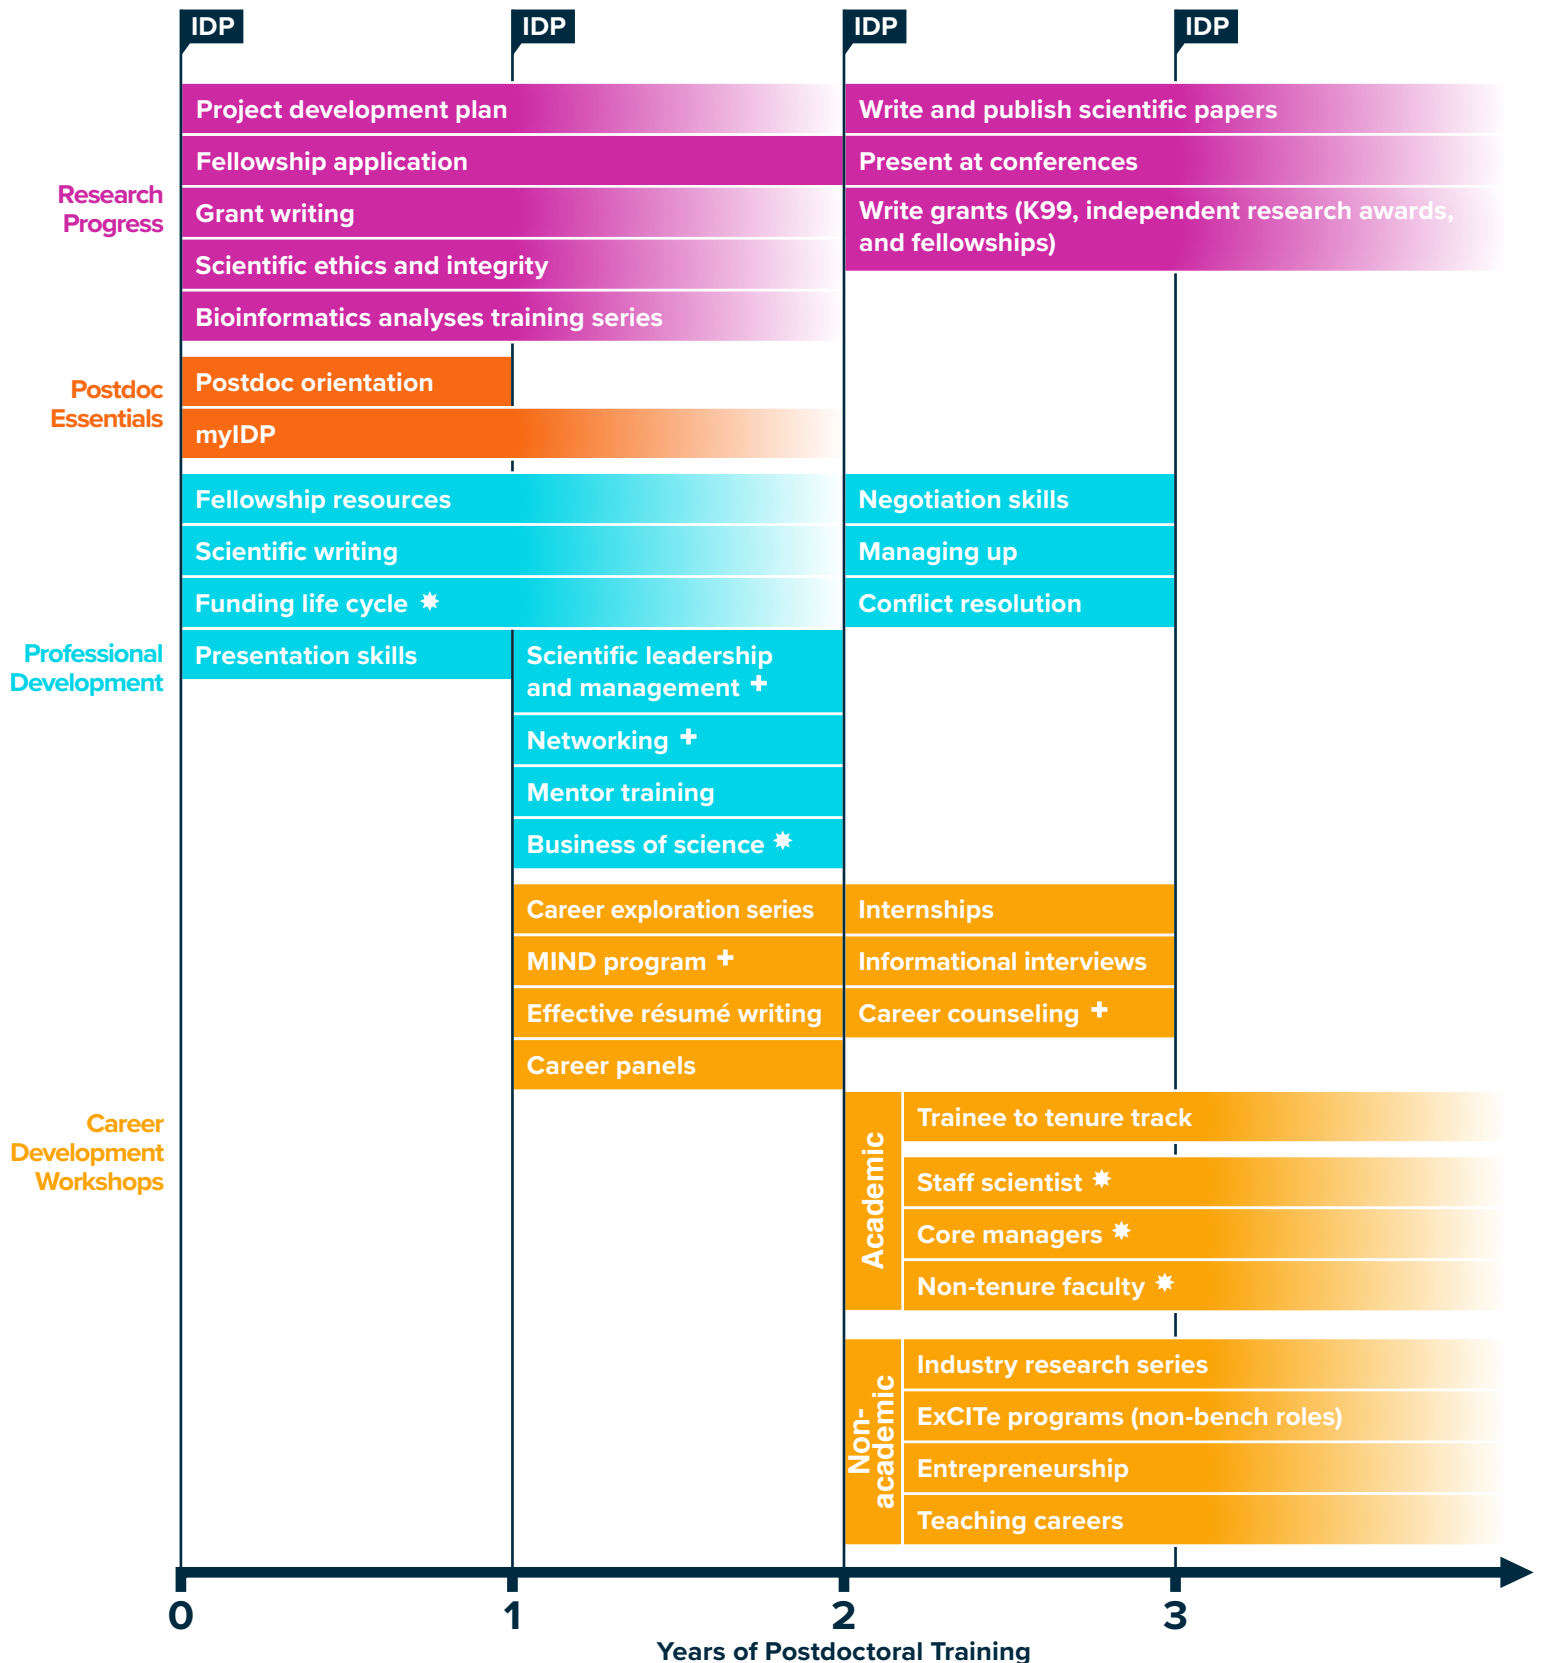 IDP IDP IDP IDP
Research
Progress
Project development plan
Fellowship application
Grant writing
Scientific ethics and integrity
Bioinformatics analyses training series
Write and publish scientific papers
Present at conferences
Write grants (K99, independent research awards,
and fellowships)
Postdoc
Essentials
Postdoc orientation
myIDP
Professional
Development
Fellowship resources
Scientific writing
Funding life cycle ✸
Presentation skills
Scientific leadership
and management +
Networking +
Mentor training
Business of science ✸
Negotiation skills
Managing up
Conflict resolution
Career
Development
Workshops
Career exploration series
MIND program +
Effective résumé writing
Career panels
Internships
Informational interviews
Career counseling +
Academic
Trainee to tenure track
Staff scientist ✸
Core managers ✸
Non-tenure faculty ✸
Non-
academic
Industry research series
ExCITe programs (non-bench roles)
Entrepreneurship
Teaching careers
0 1 2 3
Years of Postdoctoral Training